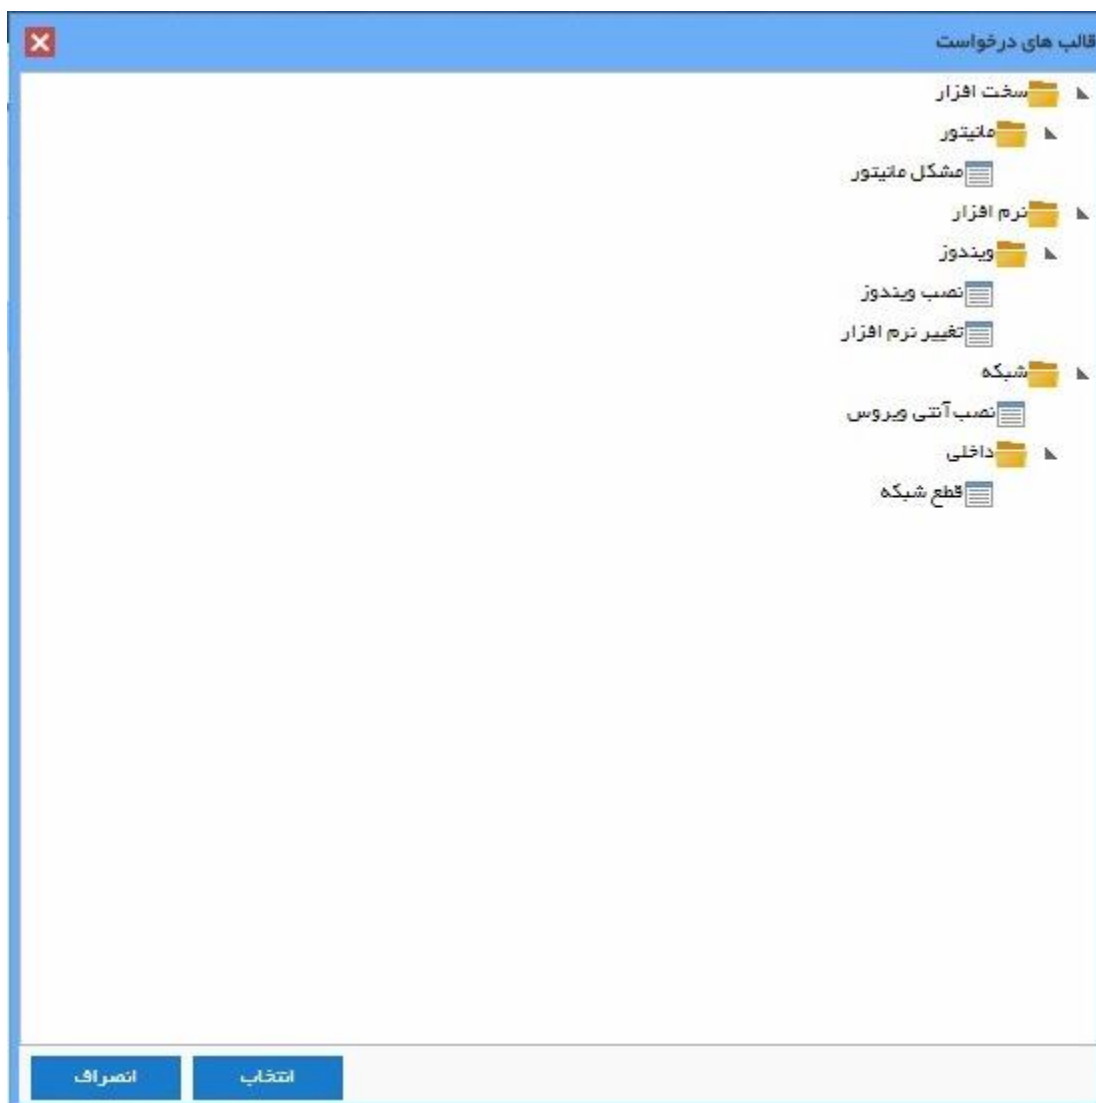 قالب های درخواست
سخت افزار
مانیتور
مشکل مانیتور
نرم افزار
ویندوز
نصب ویندوز
تغییر نرم افزار
شبکه
نصب آنتی ویروس
داخلی
قطع شبکه
انتخاب
انصراف